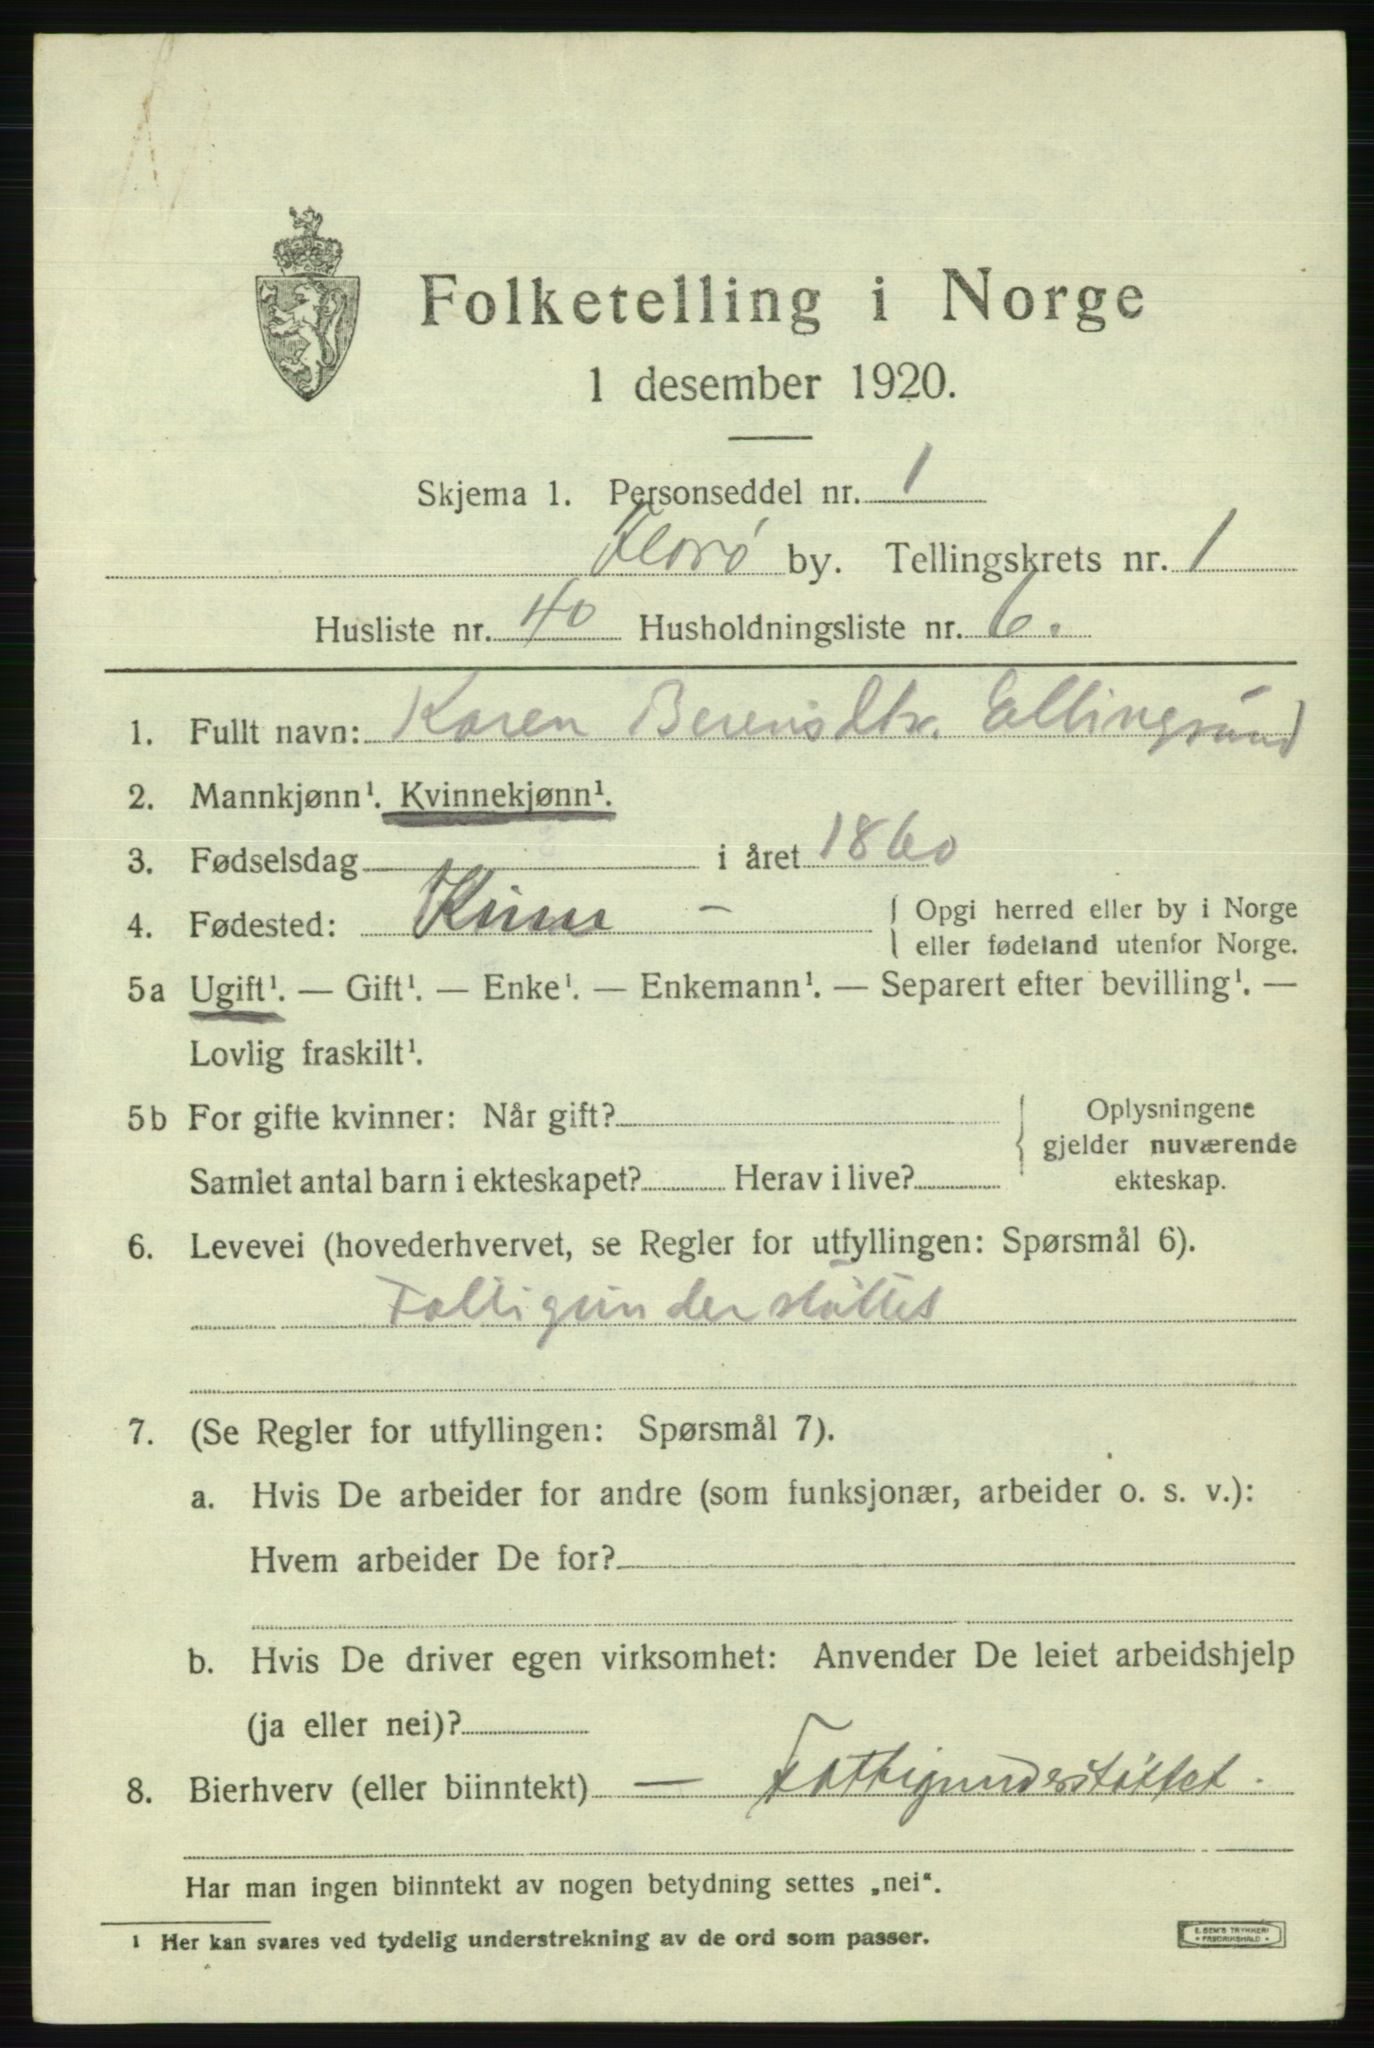 Folketelling i Norge
1 desember 1920.
Skjema 1. Personseddel nr. 1
Florø by. Tellingskrets nr. 1
Husliste nr. 40 Husholdningsliste nr. 6.
1. Fullt navn: Karen Berensdtr. Ellingsund
2. Mannkjønn¹. Kvinnekjønn¹.
3. Fødselsdag i året 1860
4. Fødested: Kinn — { Opgi herred eller by i Norge
{ eller fødeland utenfor Norge.
5a Ugift¹. — Gift¹. — Enke¹. — Enkemann¹. — Separert efter bevilling¹. —
Lovlig fraskilt¹.
5b For gifte kvinner: Når gift?
Samlet antal barn i ekteskapet? Herav i live?
Oplysningene
gjelder nuværende
ekteskap.
6. Levevei (hovederhvervet, se Regler for utfyllingen: Spørsmål 6).
Fattigunderstøttet
7. (Se Regler for utfyllingen: Spørsmål 7).
a. Hvis De arbeider for andre (som funksjonær, arbeider o. s. v.):
Hvem arbeider De for?
b. Hvis De driver egen virksomhet: Anvender De leiet arbeidshjelp
(ja eller nei)?
8. Bierhverv (eller biinntekt) — Fattigunderstøttet.
Har man ingen biinntekt av nogen betydning settes „nei“.
¹ Her kan svares ved tydelig understrekning av de ord som passer.
E. SEM'S TRYKKERI
FREDRIKSHALD